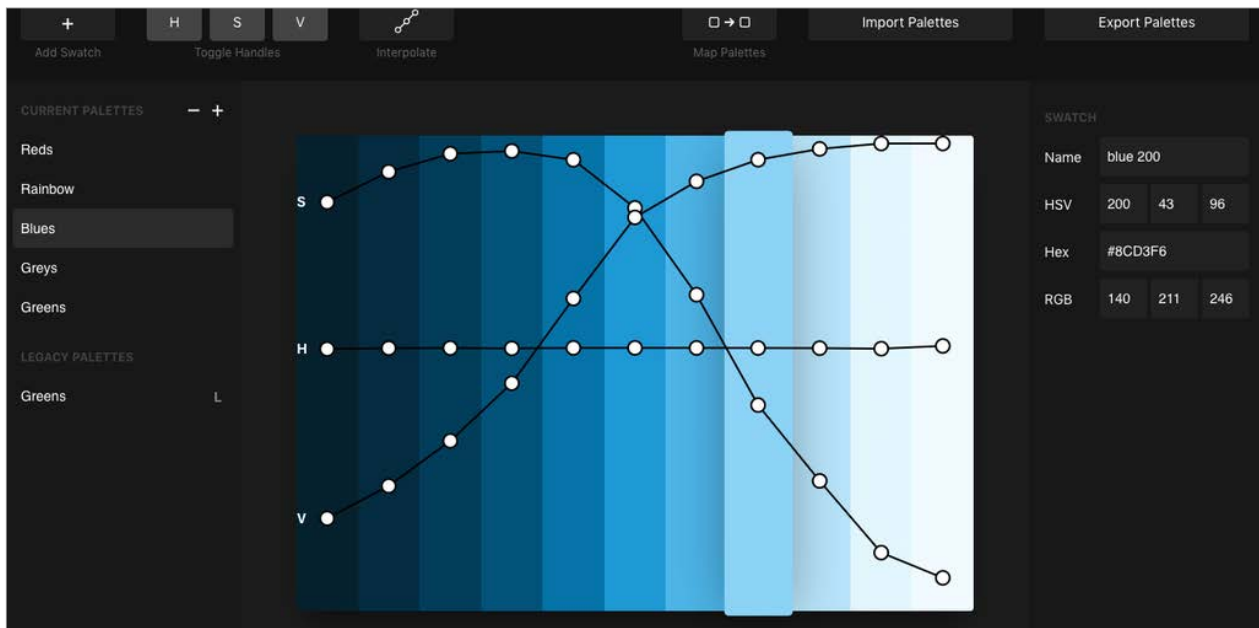 +
H S V
Import Palettes
Export Palettes
Add Swatch
Toggle Handles
Interpolate
Map Palettes
CURRENT PALETTES − +
Reds
Rainbow
Blues
Greys
Greens
LEGACY PALETTES
Greens L
S
H
V
SWATCH
Name blue 200
HSV 200 43 96
Hex #8CD3F6
RGB 140 211 246